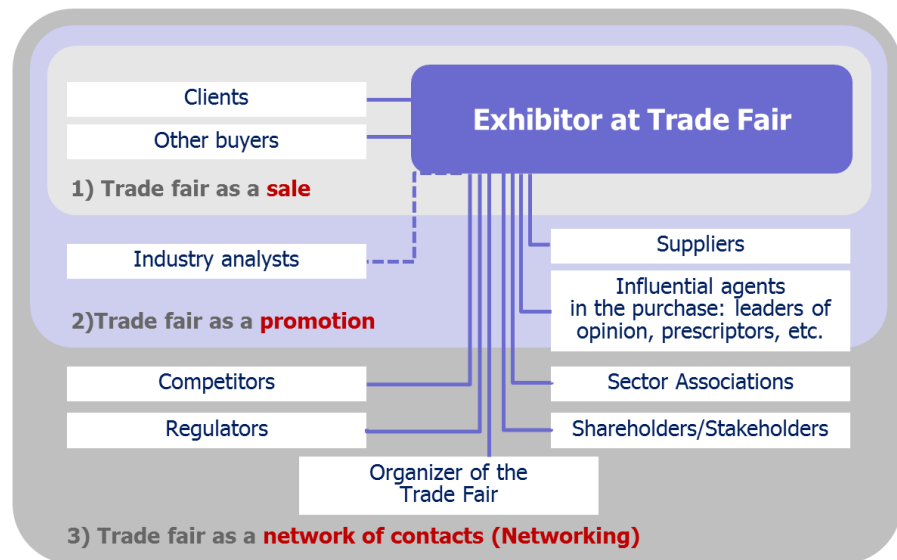 Clients
Exhibitor at Trade Fair
Other buyers
1) Trade fair as a sale
Industry analysts
Suppliers
Influential agents
in the purchase: leaders of
opinion, prescriptors, etc.
2)Trade fair as a promotion
Competitors
Sector Associations
Regulators
Shareholders/Stakeholders
Organizer of the
Trade Fair
3) Trade fair as a network of contacts (Networking)